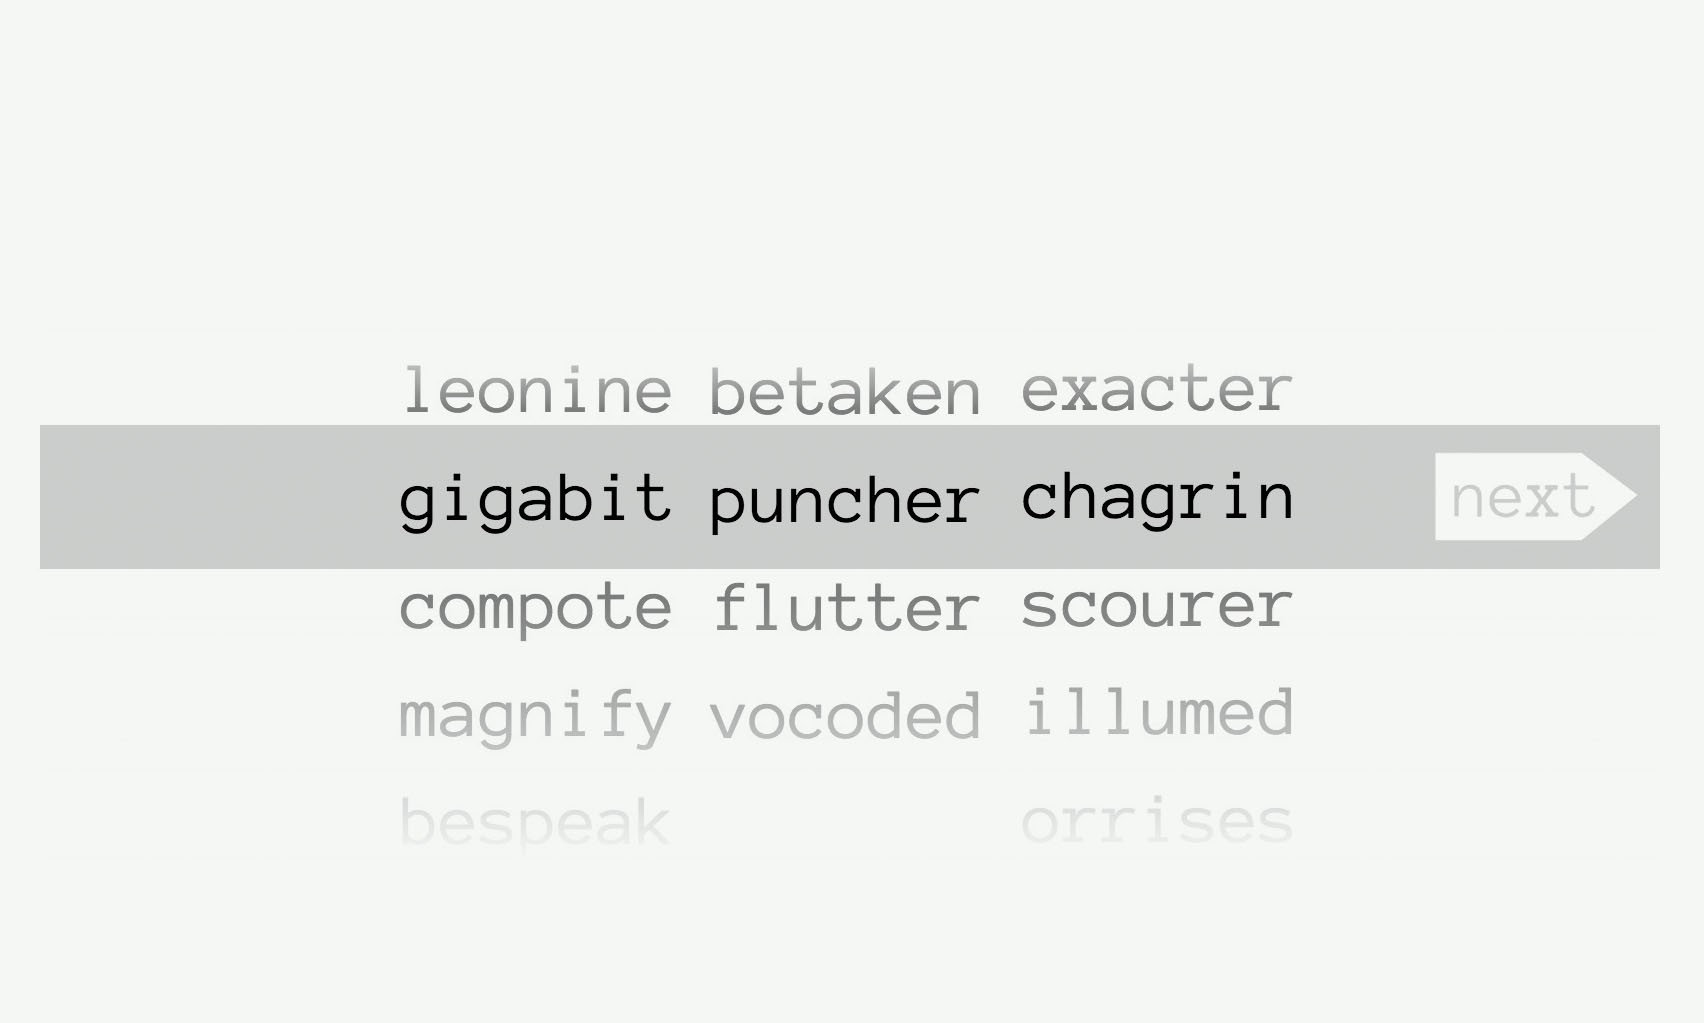 leonine betaken exacter
gigabit puncher chagrin next
compote flutter scourer
magnify vocoded illumed
bespeak orrises